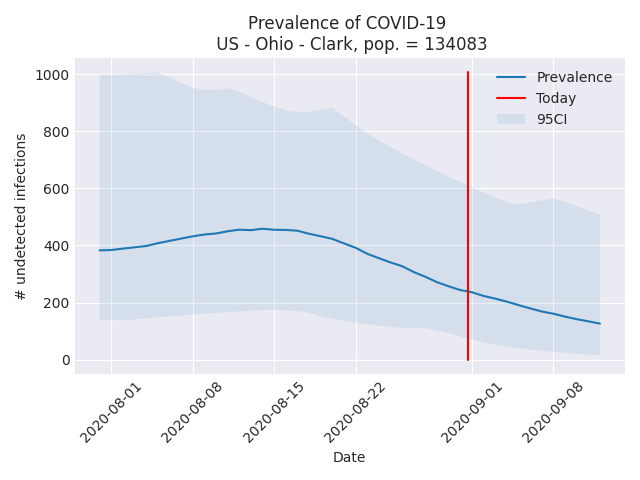 Prevalence of COVID-19
US - Ohio - Clark, pop. = 134083
Prevalence
Today
95CI
# undetected infections
1000
800
600
400
200
0
2020-08-01
2020-08-08
2020-08-15
2020-08-22
2020-09-01
2020-09-08
Date